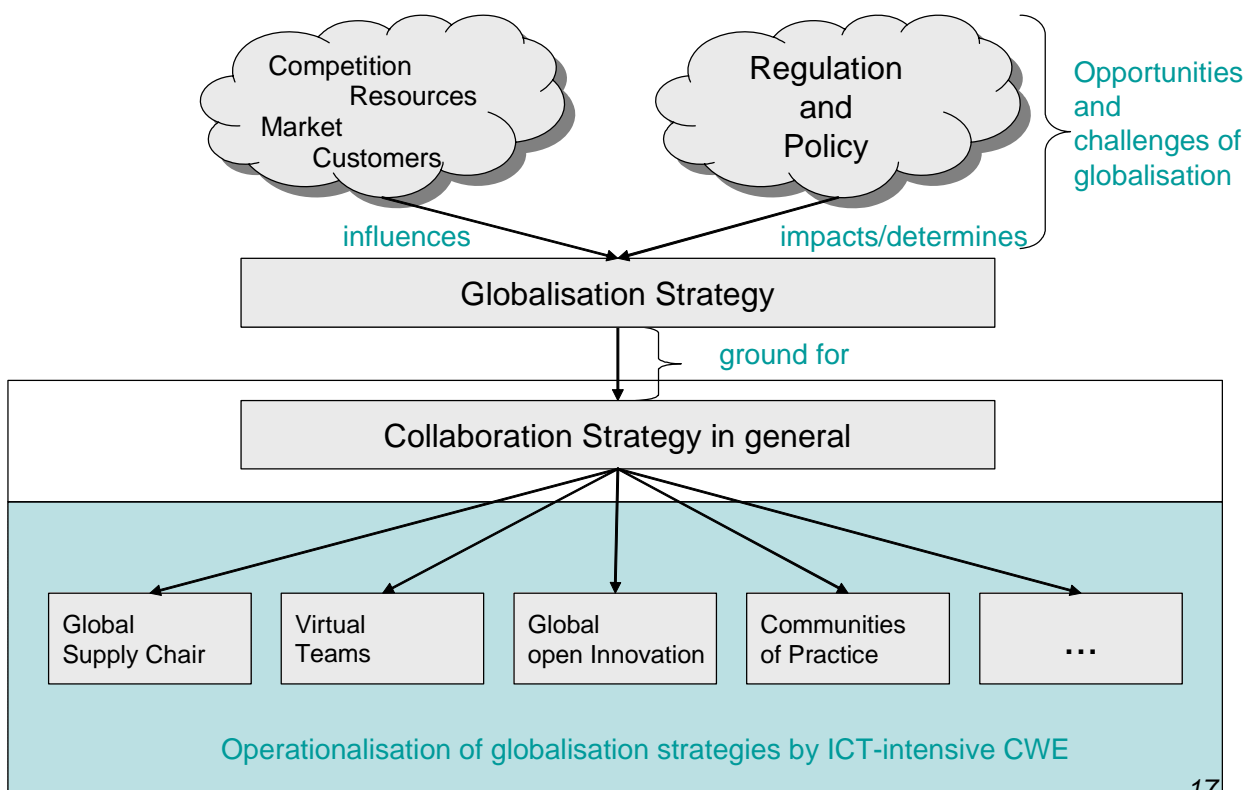 Competition
Resources
Market
Customers
Regulation
and
Policy
Opportunities
and
challenges of
globalisation
influences
impacts/determines
Globalisation Strategy
ground for
Collaboration Strategy in general
Global
Supply Chair
Virtual
Teams
Global
open Innovation
Communities
of Practice
...
Operationalisation of globalisation strategies by ICT-intensive CWE
17